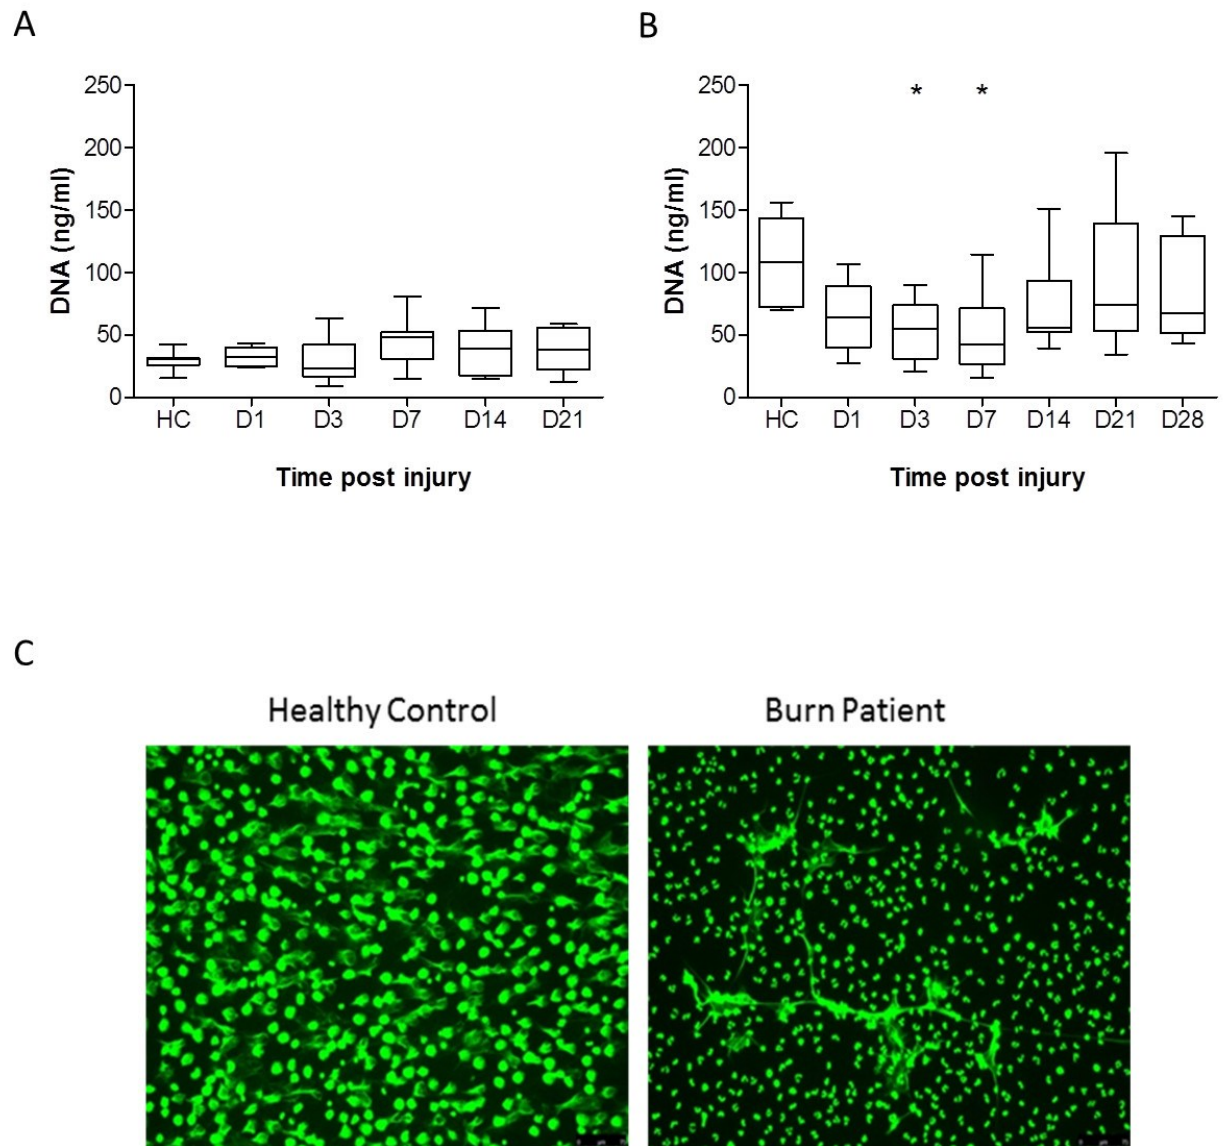 A
B
250
200
150
100
50
0
DNA (ng/ml)
HC D1 D3 D7 D14 D21
Time post injury
* *
250
200
150
100
50
0
DNA (ng/ml)
HC D1 D3 D7 D14 D21 D28
Time post injury
C
Healthy Control
Burn Patient